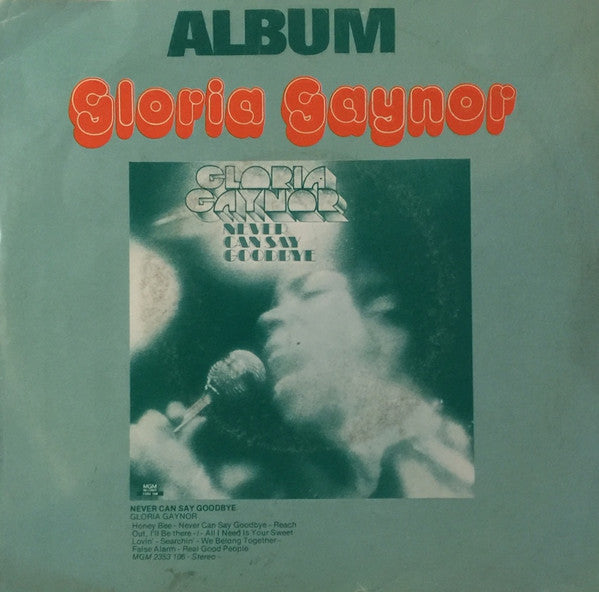 ALBUM
Gloria Gaynor
GLORIA
GAYNOR
NEVER
CAN SAY
GOODBYE
MGM
NEVER CAN SAY GOODBYE
GLORIA GAYNOR
Honey Bee - Never Can Say Goodbye - Reach
Out, I'll Be there - / - All I Need Is Your Sweet
Lovin' - Searchin' - We Belong Together -
False Alarm - Real Good People
MGM 2353 106 - Stereo -